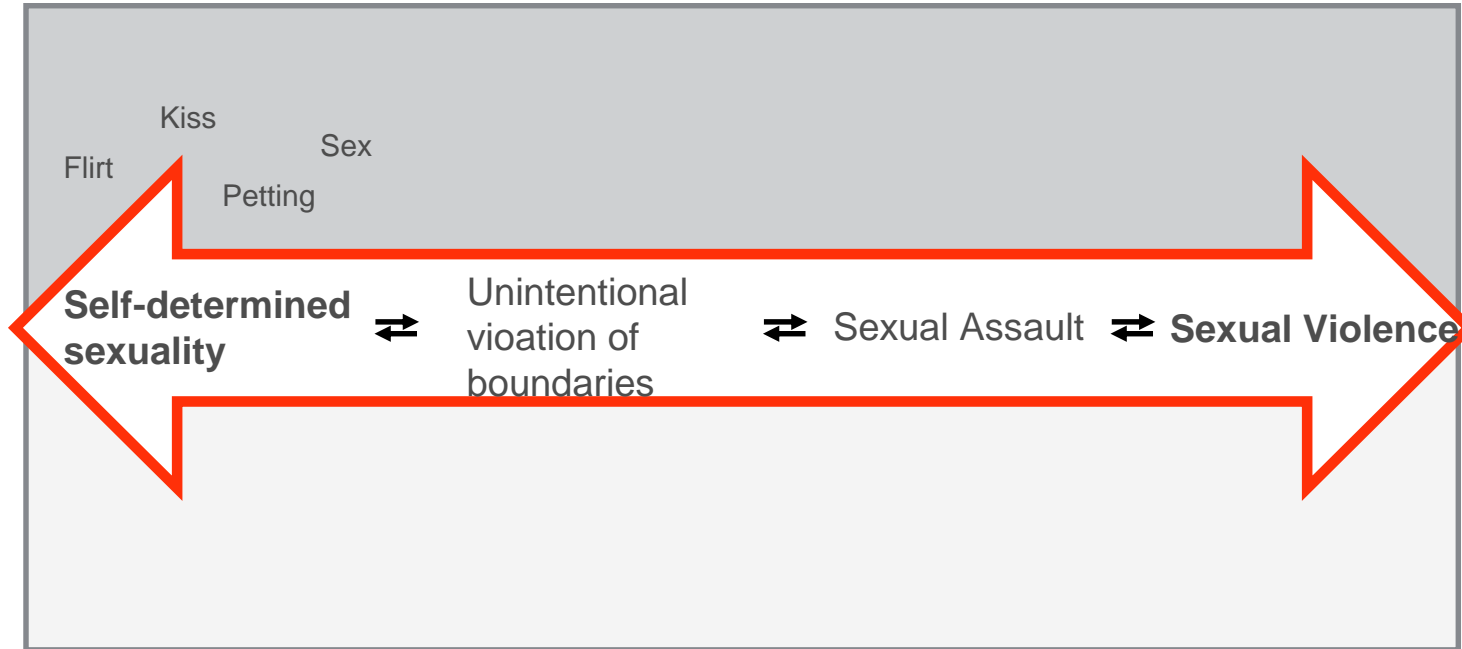 Kiss
Sex
Flirt
Petting
Self-determined
sexuality
Unintentional
vioation of
boundaries
Sexual Assault
Sexual Violence